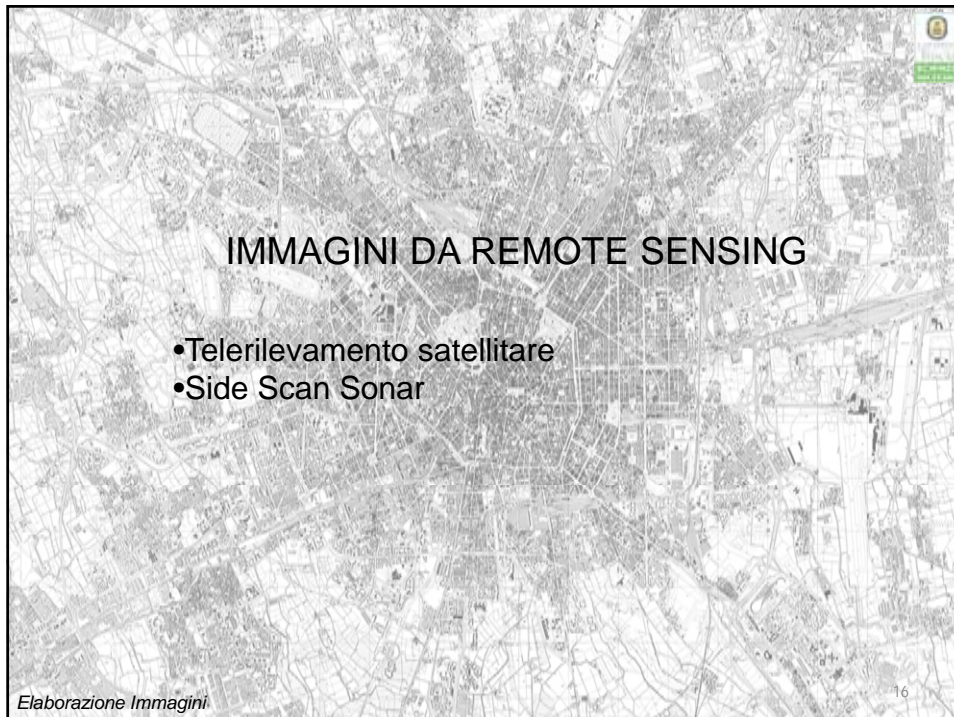 IMMAGINI DA REMOTE SENSING
•Telerilevamento satellitare
•Side Scan Sonar
Elaborazione Immagini
16